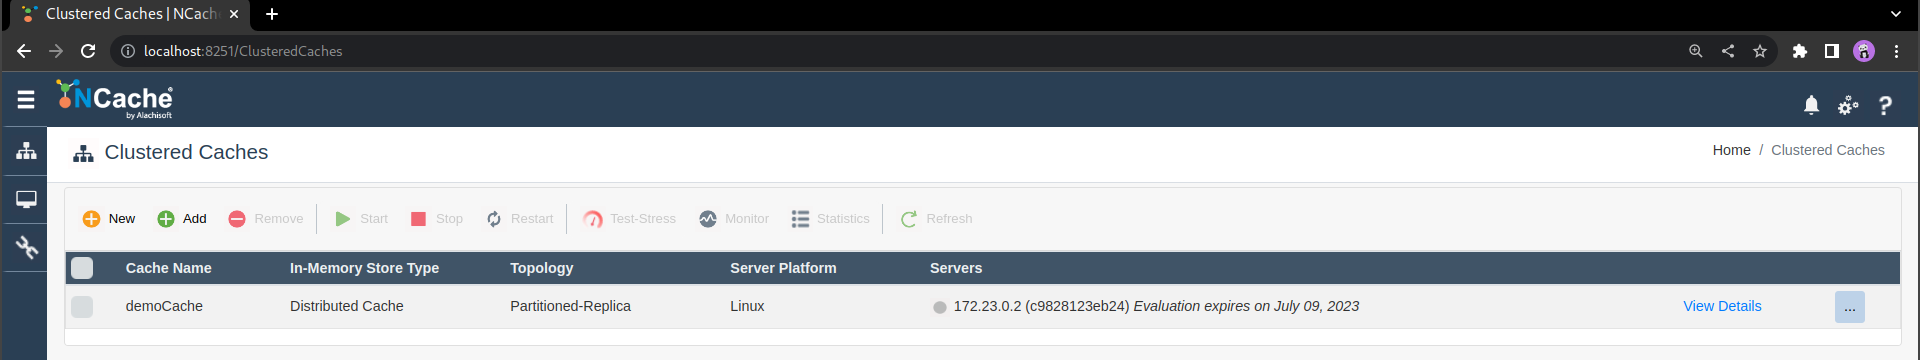 Clustered Caches | NCach
localhost:8251/ClusteredCaches
NCache®
by Alachisoft
?
Clustered Caches
Home / Clustered Caches
New Add Remove Start Stop Restart Test-Stress Monitor Statistics Refresh
Cache Name In-Memory Store Type Topology Server Platform Servers
demoCache Distributed Cache Partitioned-Replica Linux 172.23.0.2 (c9828123eb24) Evaluation expires on July 09, 2023 View Details ...